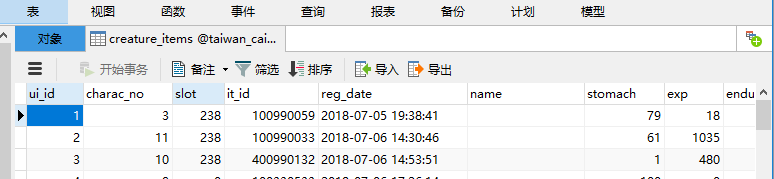 表 视图 函数 事件 查询 报表 备份 计划 模型
对象 creature_items @taiwan_cai...
开始事务 备注 筛选 排序 导入 导出
ui_id charac_no slot it_id reg_date name stomach exp endu
1 3 238 100990059 2018-07-05 19:38:41 79 18
2 11 238 100990033 2018-07-06 14:30:46 61 1035
3 10 238 400990132 2018-07-06 14:53:51 1 480